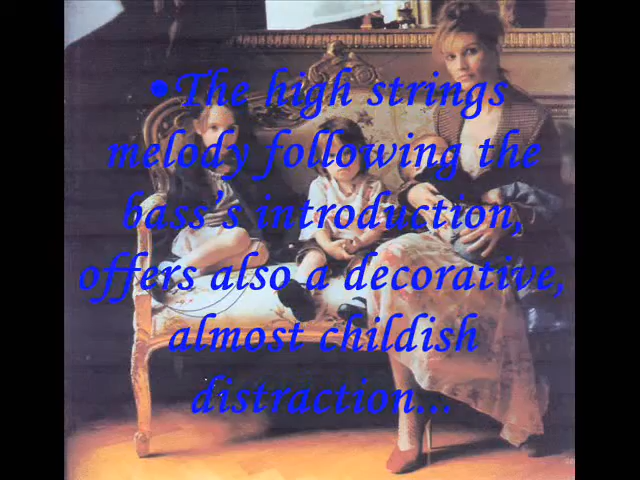 •The high strings
melody following the
bass's introduction,
offers also a decorative,
almost childish
distraction...